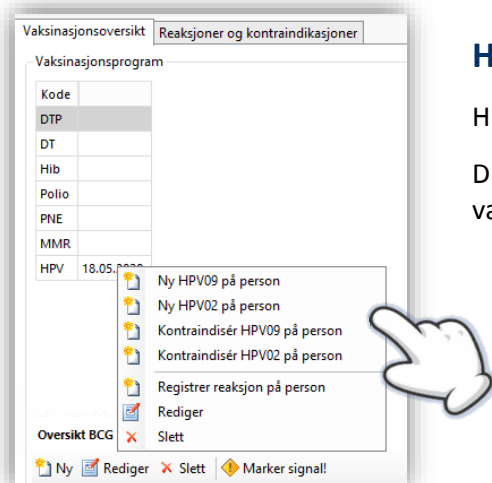 Vaksinasjonsoversikt Reaksjoner og kontraindikasjoner
Vaksinasjonsprogram
Kode
DTP
DT
Hib
Polio
PNE
MMR
HPV 18.05.
Ny HPV09 på person
Ny HPV02 på person
Kontraindisér HPV09 på person
Kontraindisér HPV02 på person
Registrer reaksjon på person
Rediger
Slett
Oversikt BCG
Ny Rediger Slett Marker signal!
H
H
D
va